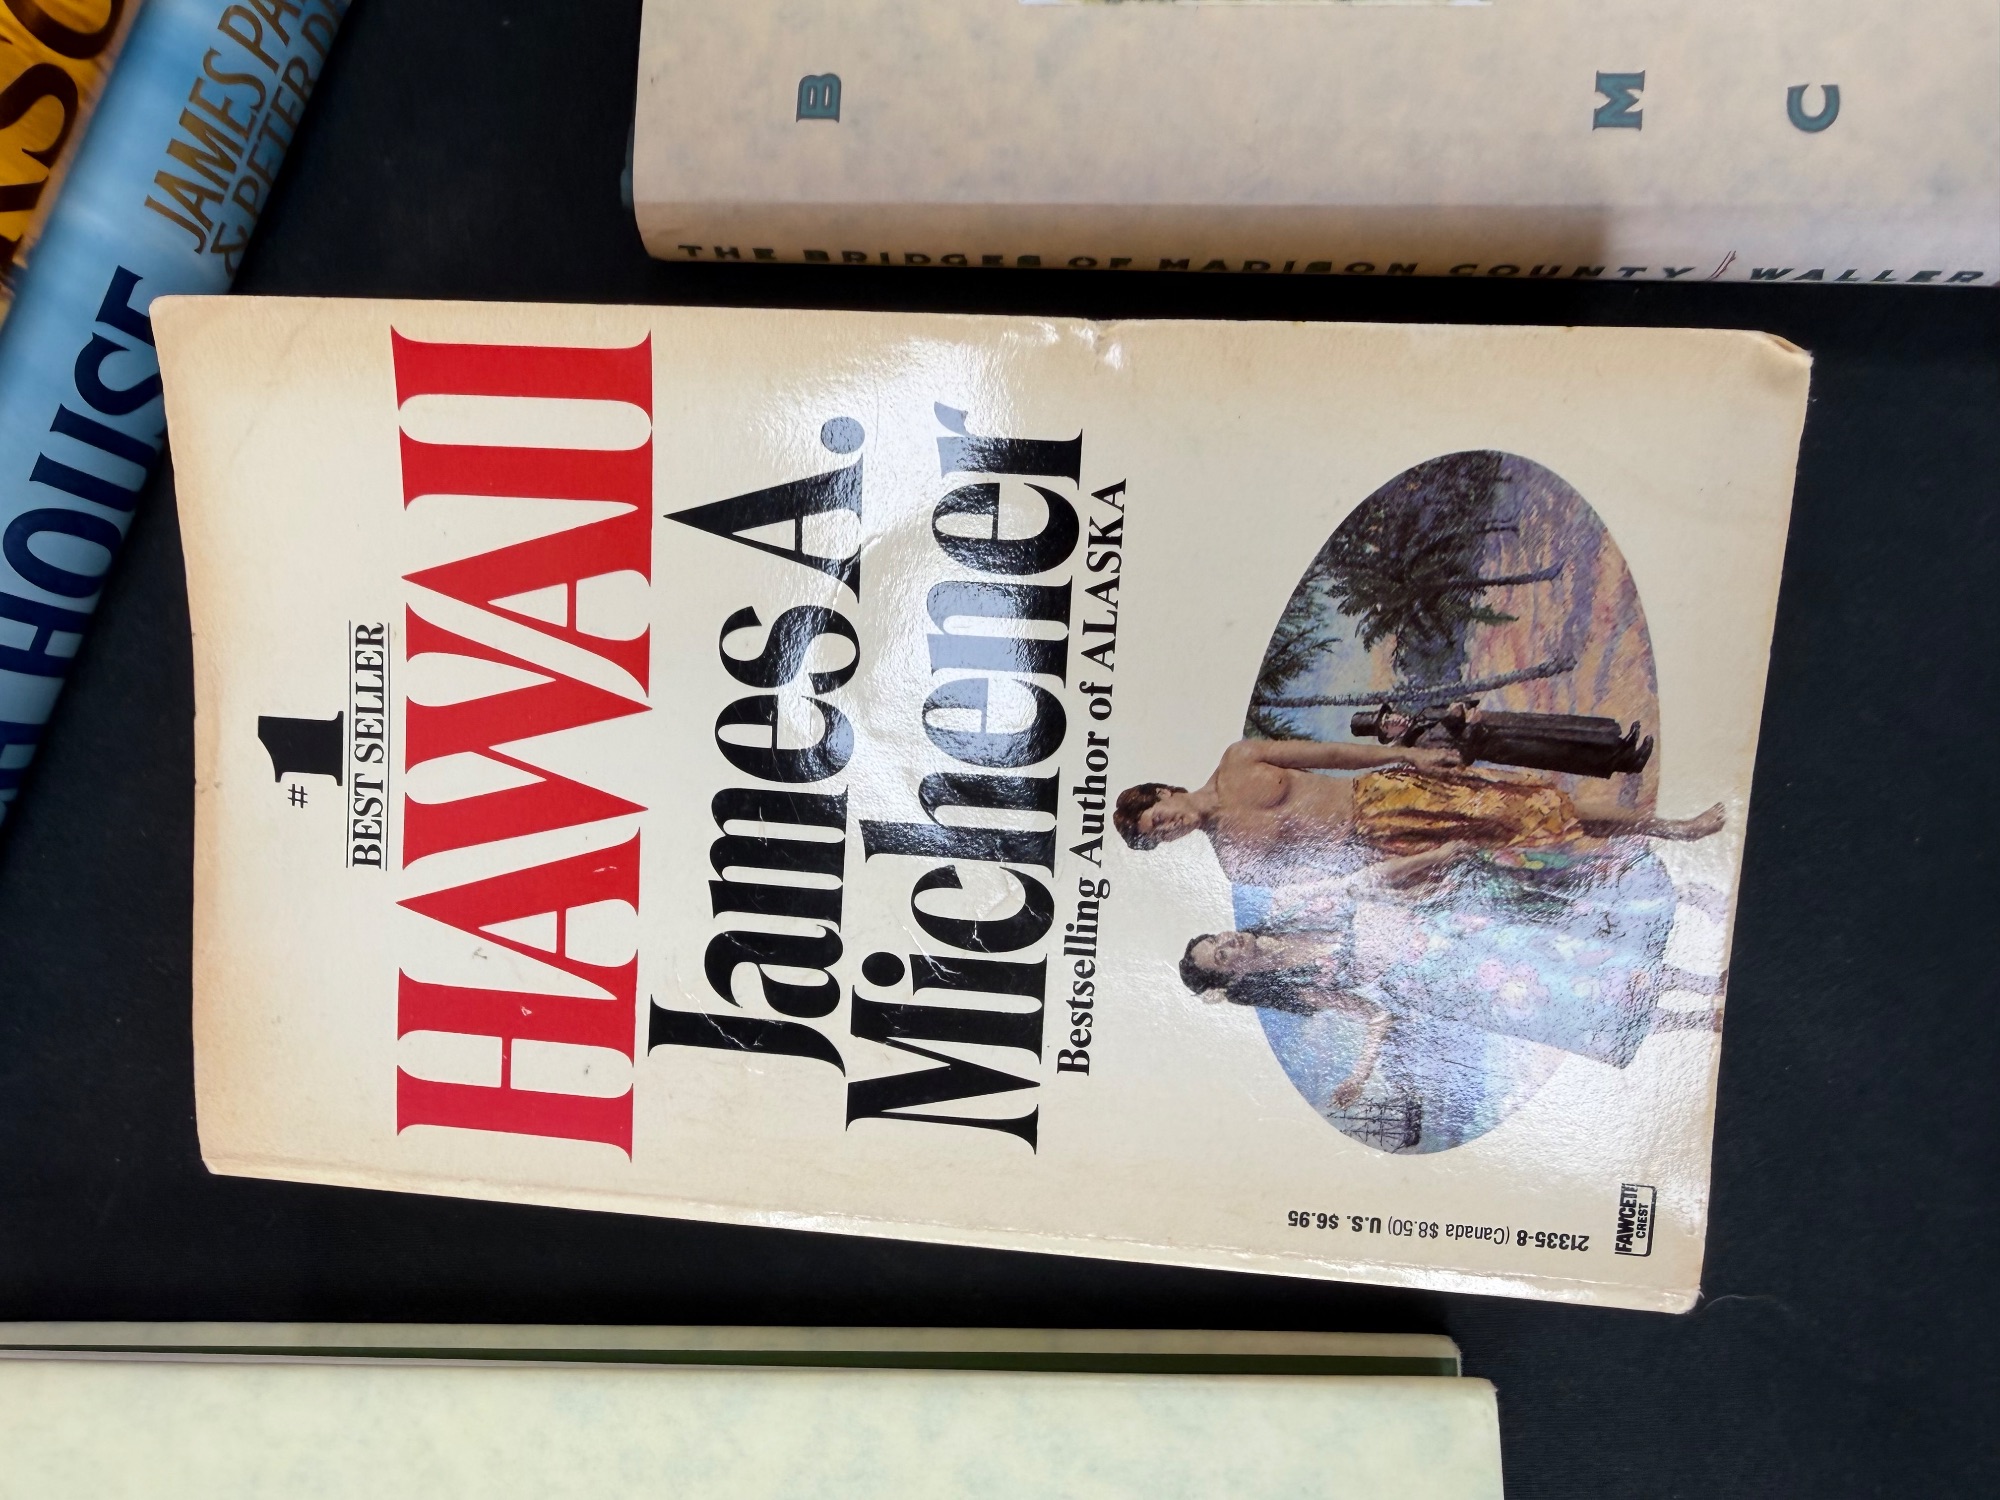 #1
BEST SELLER
HAWAII
James A.
Michener
Bestselling Author of ALASKA
21335-8 (Canada $8.50) U.S. $6.95
FAWCETT
CREST
THE BRIDGES OF MADISON COUNTY / WALLER
B
M
C
JAMES
& PETER
HOUSE